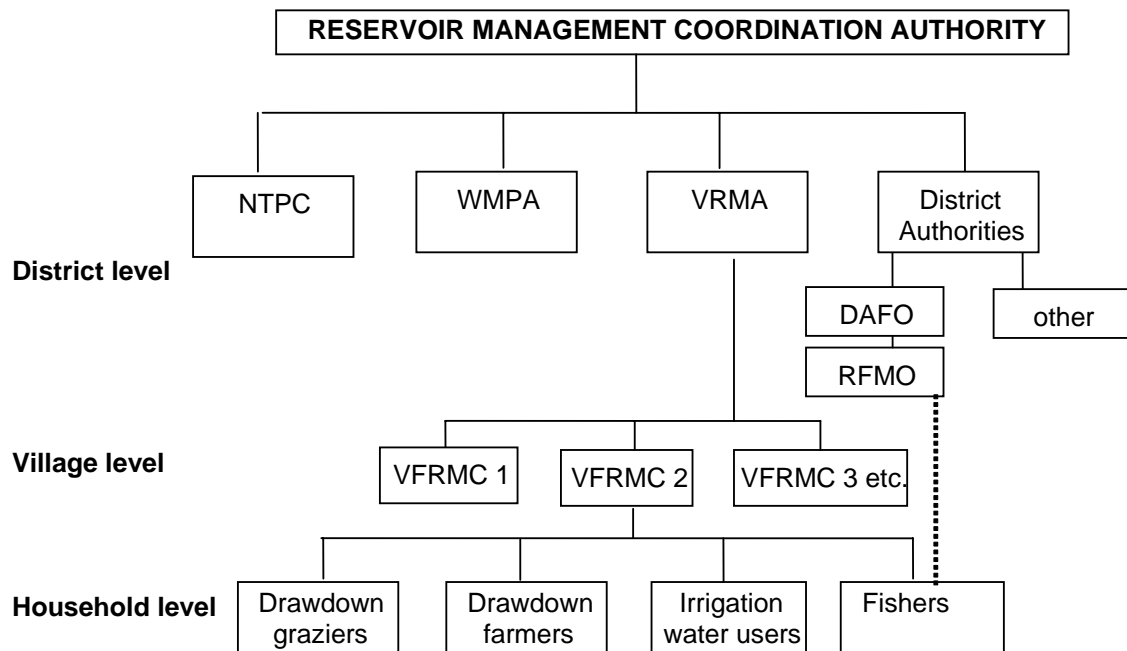 RESERVOIR MANAGEMENT COORDINATION AUTHORITY
NTPC
WMPA
VRMA
District
Authorities
District level
DAFO
other
RFMO
Village level
VFRMC 1
VFRMC 2
VFRMC 3 etc.
Household level
Drawdown
graziers
Drawdown
farmers
Irrigation
water users
Fishers